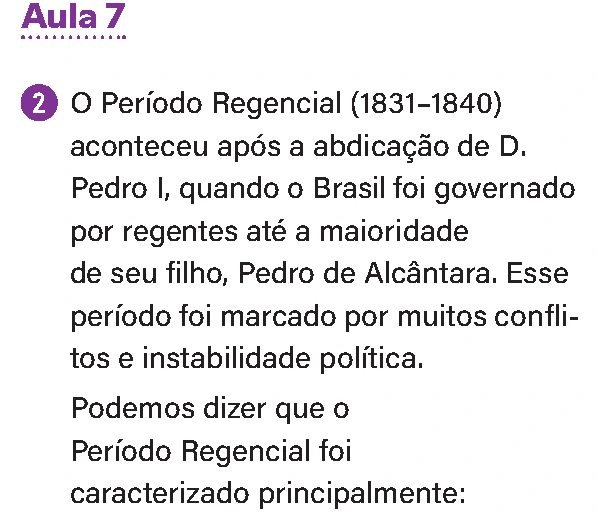 Aula 7
2 O Período Regencial (1831–1840)
aconteceu após a abdicação de D.
Pedro I, quando o Brasil foi governado
por regentes até a maioridade
de seu filho, Pedro de Alcântara. Esse
período foi marcado por muitos confli-
tos e instabilidade política.
Podemos dizer que o
Período Regencial foi
caracterizado principalmente: